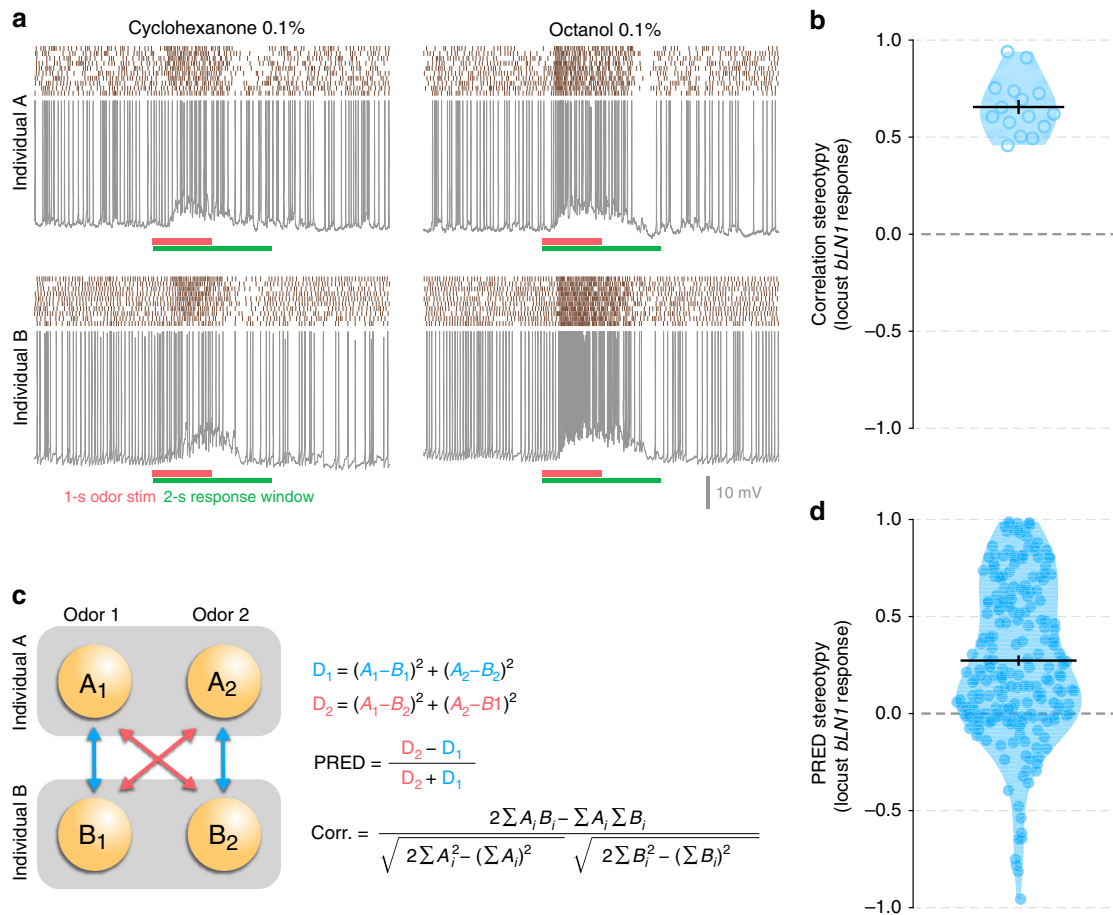 a
Cyclohexanone 0.1%
Octanol 0.1%
Individual A
Individual B
1-s odor stim 2-s response window
10 mV
b
1.0
0.5
0.0
–0.5
–1.0
Correlation stereotypy
(locust bLN1 response)
c
Odor 1 Odor 2
Individual A
A1 A2
Individual B
B1 B2
D1 = (A1–B1)2 + (A2–B2)2
D2 = (A1–B2)2 + (A2–B1)2
PRED = D2 – D1
D2 + D1
Corr. = 2∑AiBi – ∑Ai∑Bi
√2∑Ai2 – (∑Ai)2 √2∑Bi2 – (∑Bi)2
d
1.0
0.5
0.0
–0.5
–1.0
PRED stereotypy
(locust bLN1 response)